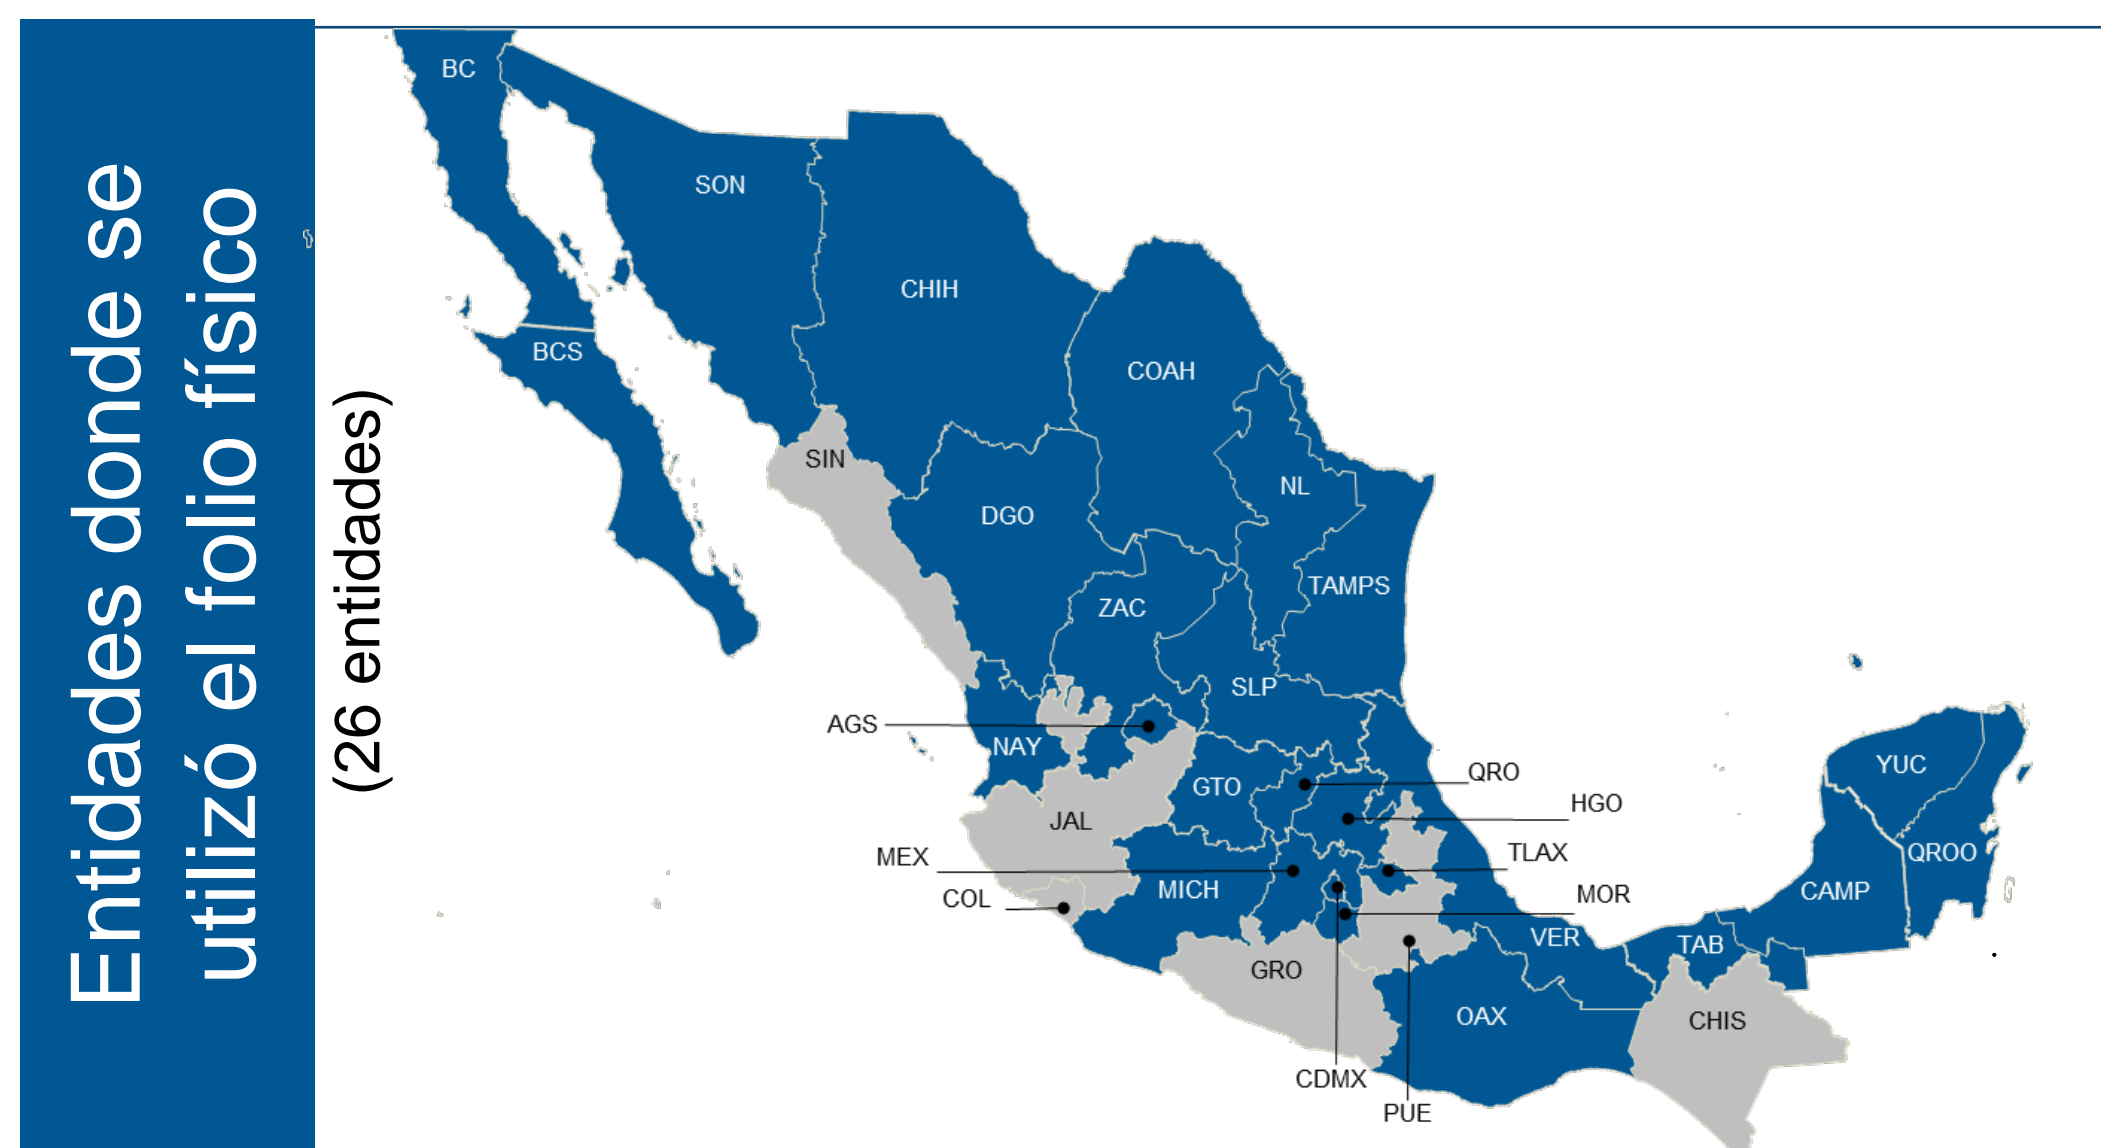 Entidades donde se
utilizó el folio físico
(26 entidades)
BC
SON
CHIH
BCS
COAH
SIN
NL
DGO
TAMPS
ZAC
SLP
AGS
NAY
YUC
QRO
GTO
HGO
JAL
QROO
TLAX
MEX
MICH
CAMP
MOR
COL
VER
TAB
GRO
OAX
CHIS
CDMX
PUE